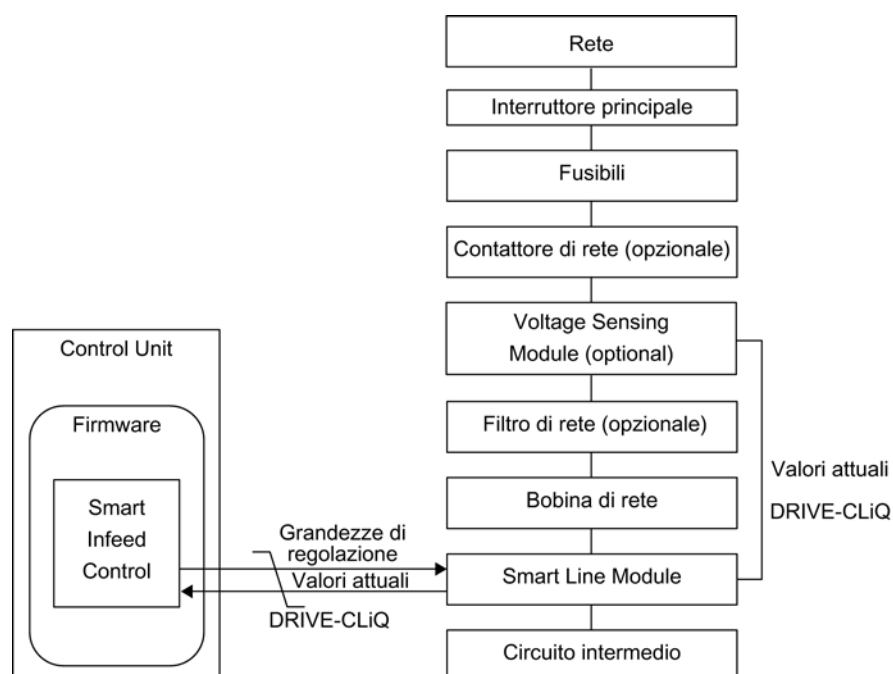 Rete
Interruttore principale
Fusibili
Contattore di rete (opzionale)
Voltage Sensing
Module (optional)
Control Unit
Firmware
Filtro di rete (opzionale)
Valori attuali
DRIVE-CLiQ
Bobina di rete
Smart
Infeed
Control
Grandezze di
regolazione
Valori attuali
DRIVE-CLiQ
Smart Line Module
Circuito intermedio